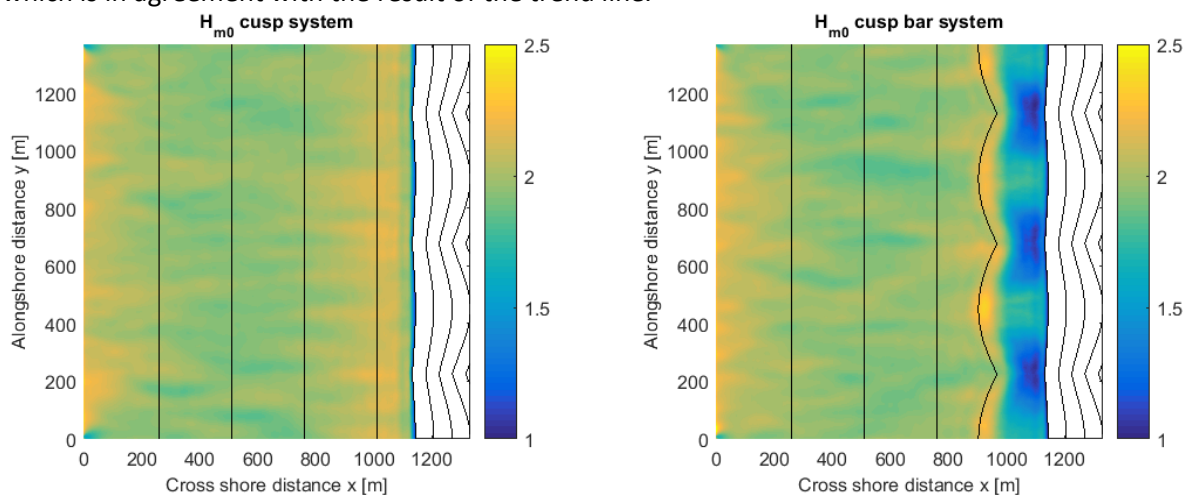 which is in agreement with the result of the trend line.
Hm0 cusp system
Alongshore distance y [m]
1200
1000
800
600
400
200
0
0 200 400 600 800 1000 1200
Cross shore distance x [m]
2.5
2
1.5
1
Hm0 cusp bar system
Alongshore distance y [m]
1200
1000
800
600
400
200
0
0 200 400 600 800 1000 1200
Cross shore distance x [m]
2.5
2
1.5
1